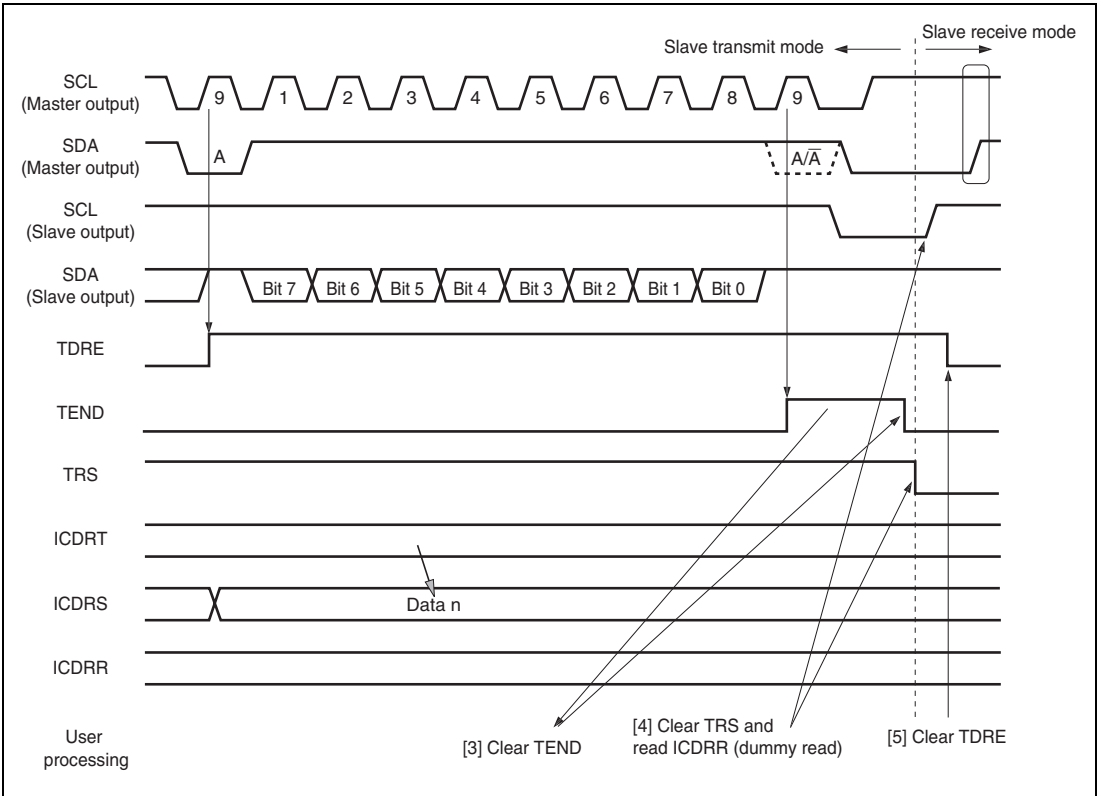 Slave transmit mode
Slave receive mode
SCL
(Master output)
9 1 2 3 4 5 6 7 8 9
SDA
(Master output)
A
A/A̅
SCL
(Slave output)
SDA
(Slave output)
Bit 7 Bit 6 Bit 5 Bit 4 Bit 3 Bit 2 Bit 1 Bit 0
TDRE
TEND
TRS
ICDRT
ICDRS
Data n
ICDRR
User
processing
[3] Clear TEND
[4] Clear TRS and
read ICDRR (dummy read)
[5] Clear TDRE